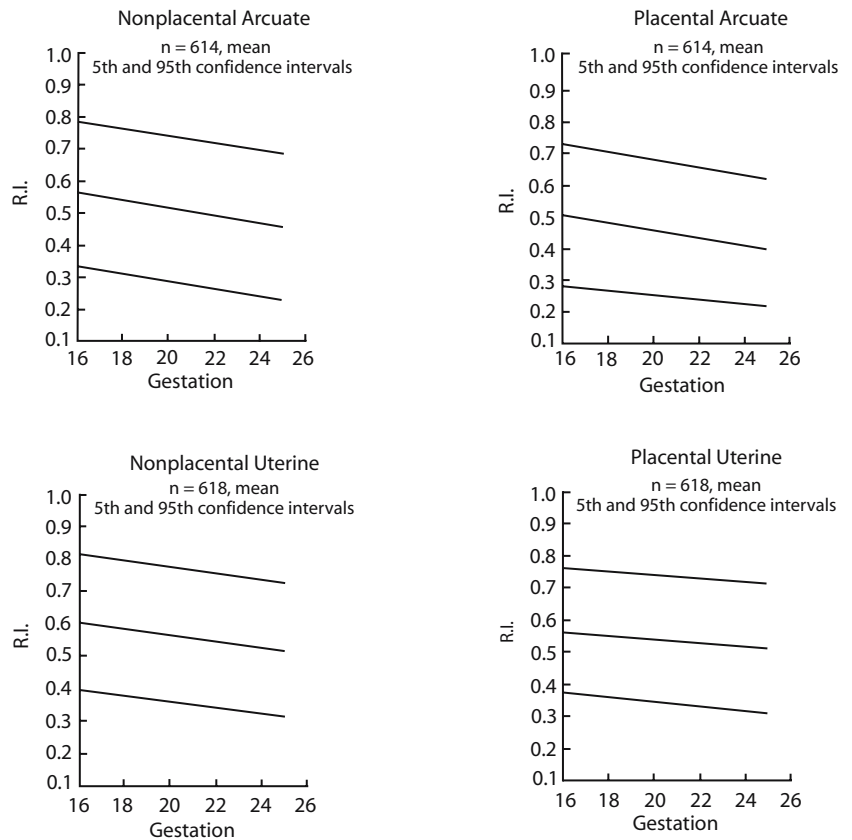 Nonplacental Arcuate
n = 614, mean
5th and 95th confidence intervals
1.0
0.9
0.8
0.7
0.6
0.5
0.4
0.3
0.2
0.1
R.I.
16 18 20 22 24 26
Gestation
Placental Arcuate
n = 614, mean
5th and 95th confidence intervals
1.0
0.9
0.8
0.7
0.6
0.5
0.4
0.3
0.2
0.1
R.I.
16 18 20 22 24 26
Gestation
Nonplacental Uterine
n = 618, mean
5th and 95th confidence intervals
1.0
0.9
0.8
0.7
0.6
0.5
0.4
0.3
0.2
0.1
R.I.
16 18 20 22 24 26
Gestation
Placental Uterine
n = 618, mean
5th and 95th confidence intervals
1.0
0.9
0.8
0.7
0.6
0.5
0.4
0.3
0.2
0.1
R.I.
16 18 20 22 24 26
Gestation